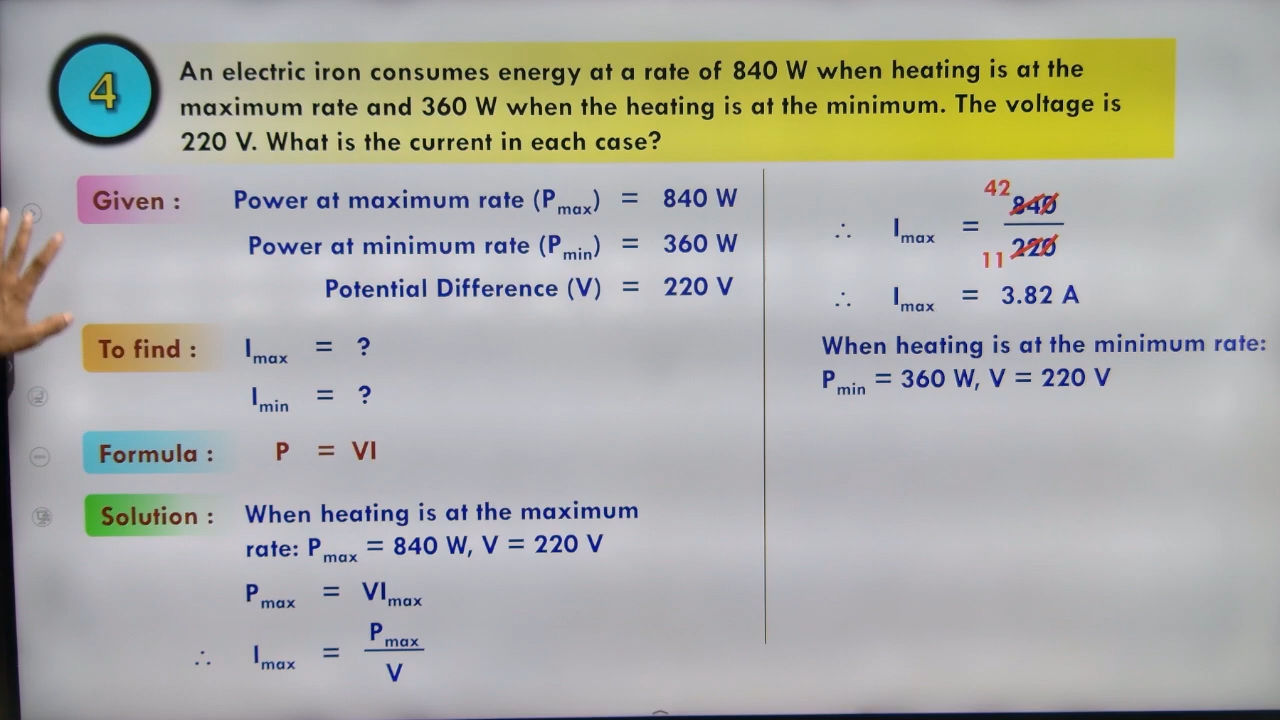 4
An electric iron consumes energy at a rate of 840 W when heating is at the
maximum rate and 360 W when the heating is at the minimum. The voltage is
220 V. What is the current in each case?
Given :
Power at maximum rate (Pmax) = 840 W
Power at minimum rate (Pmin) = 360 W
Potential Difference (V) = 220 V
To find :
Imax = ?
Imin = ?
Formula :
P = VI
Solution :
When heating is at the maximum
rate: Pmax = 840 W, V = 220 V
Pmax = VImax
∴ Imax = Pmax
V
42
∴ Imax = 840
220
11
∴ Imax = 3.82 A
When heating is at the minimum rate:
Pmin = 360 W, V = 220 V